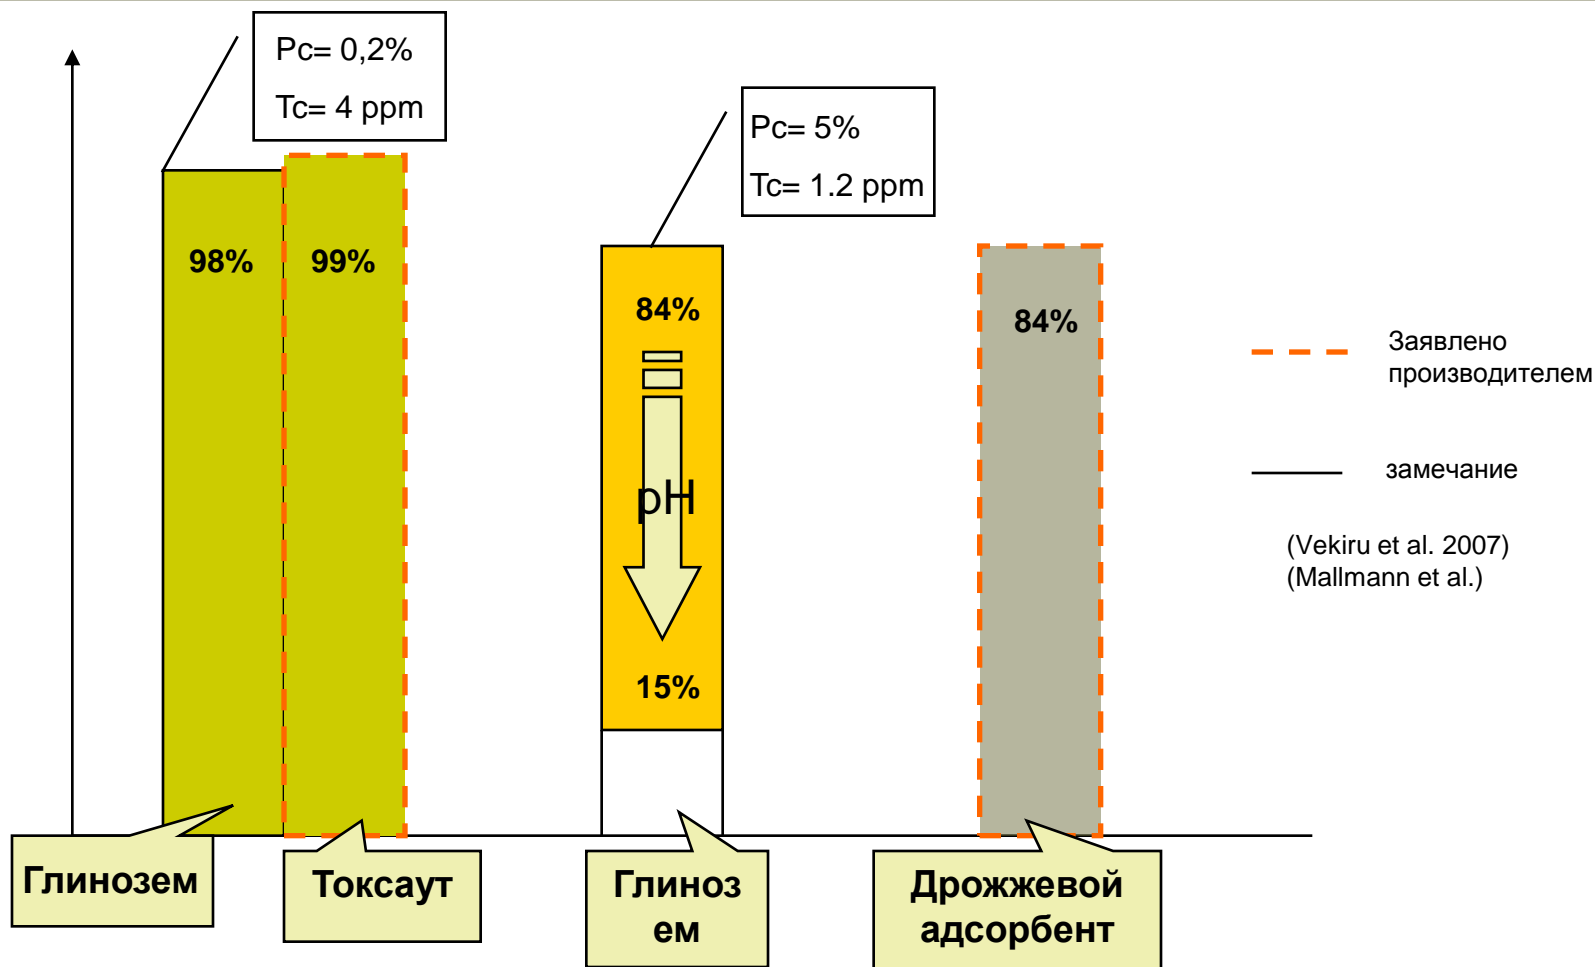 Pc= 0,2%
Tc= 4 ppm
Pc= 5%
Tc= 1.2 ppm
98%
99%
84%
84%
pH
15%
Заявлено
производителем
замечание
(Vekiru et al. 2007)
(Mallmann et al.)
Глинозем
Токсаут
Глиноз
ем
Дрожжевой
адсорбент